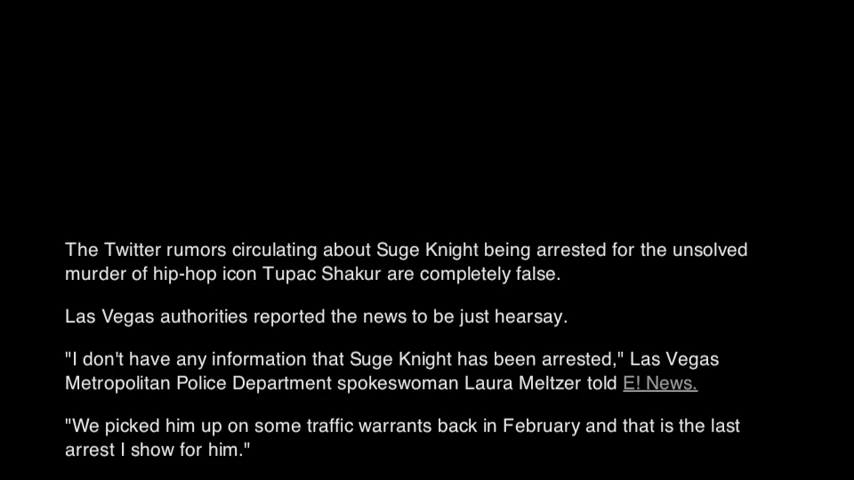 The Twitter rumors circulating about Suge Knight being arrested for the unsolved
murder of hip-hop icon Tupac Shakur are completely false.
Las Vegas authorities reported the news to be just hearsay.
"I don't have any information that Suge Knight has been arrested," Las Vegas
Metropolitan Police Department spokeswoman Laura Meltzer told E! News.
"We picked him up on some traffic warrants back in February and that is the last
arrest I show for him."